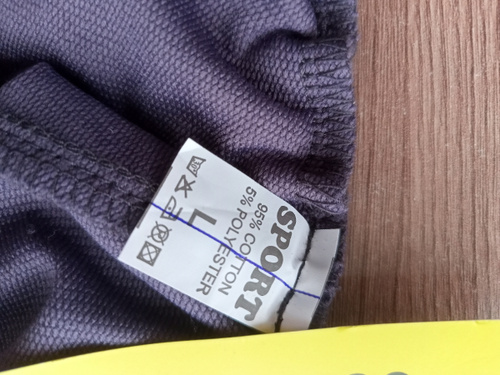 SPORT
95% COTTON
5% POLYESTER
L